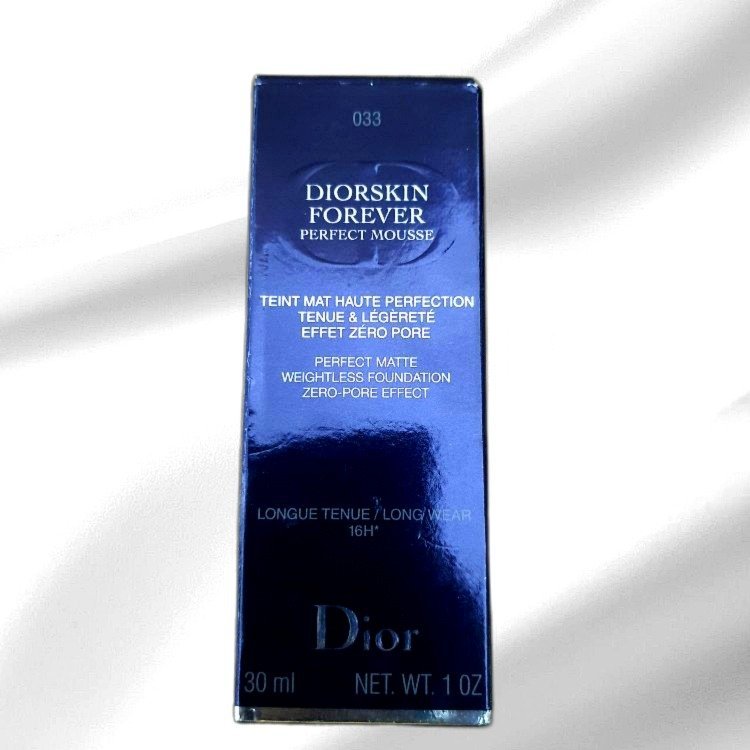 033
DIORSKIN
FOREVER
PERFECT MOUSSE
TEINT MAT HAUTE PERFECTION
TENUE & LÉGÈRETÉ
EFFET ZÉRO PORE
PERFECT MATTE
WEIGHTLESS FOUNDATION
ZERO-PORE EFFECT
LONGUE TENUE / LONG WEAR
16H*
Dior
30 ml NET. WT. 1 OZ